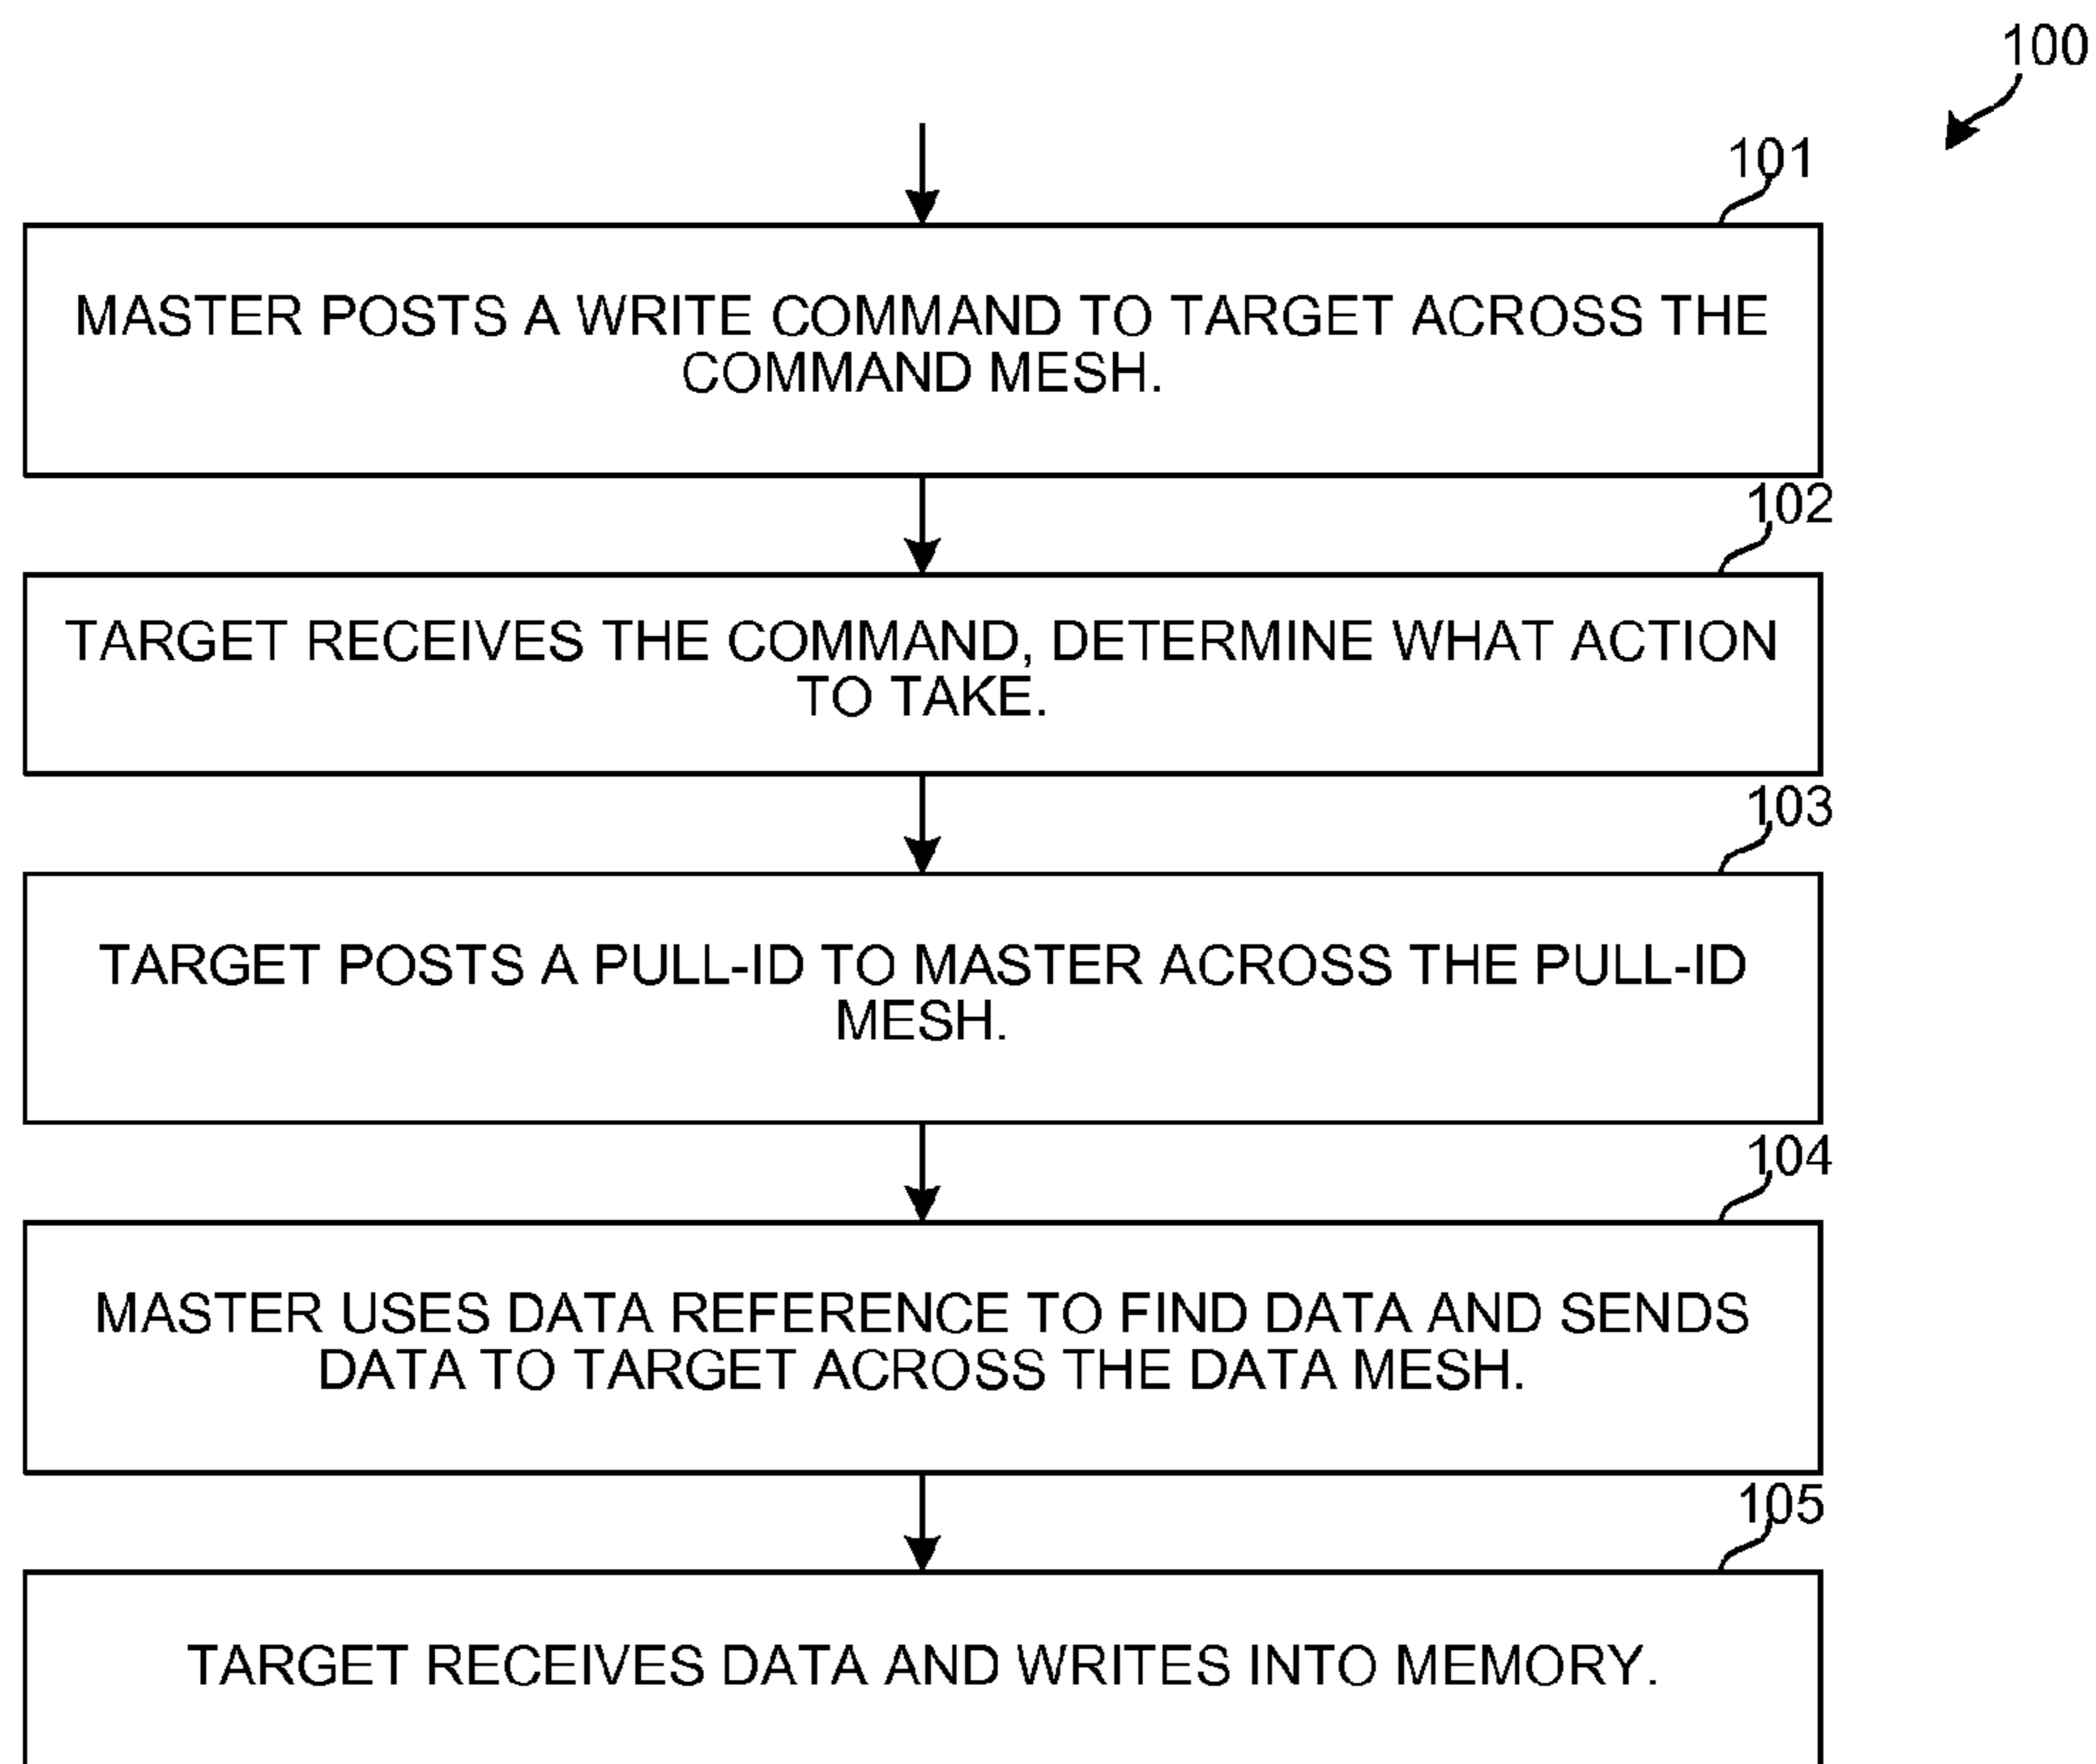 100
101
MASTER POSTS A WRITE COMMAND TO TARGET ACROSS THE
COMMAND MESH.
102
TARGET RECEIVES THE COMMAND, DETERMINE WHAT ACTION
TO TAKE.
103
TARGET POSTS A PULL-ID TO MASTER ACROSS THE PULL-ID
MESH.
104
MASTER USES DATA REFERENCE TO FIND DATA AND SENDS
DATA TO TARGET ACROSS THE DATA MESH.
105
TARGET RECEIVES DATA AND WRITES INTO MEMORY.